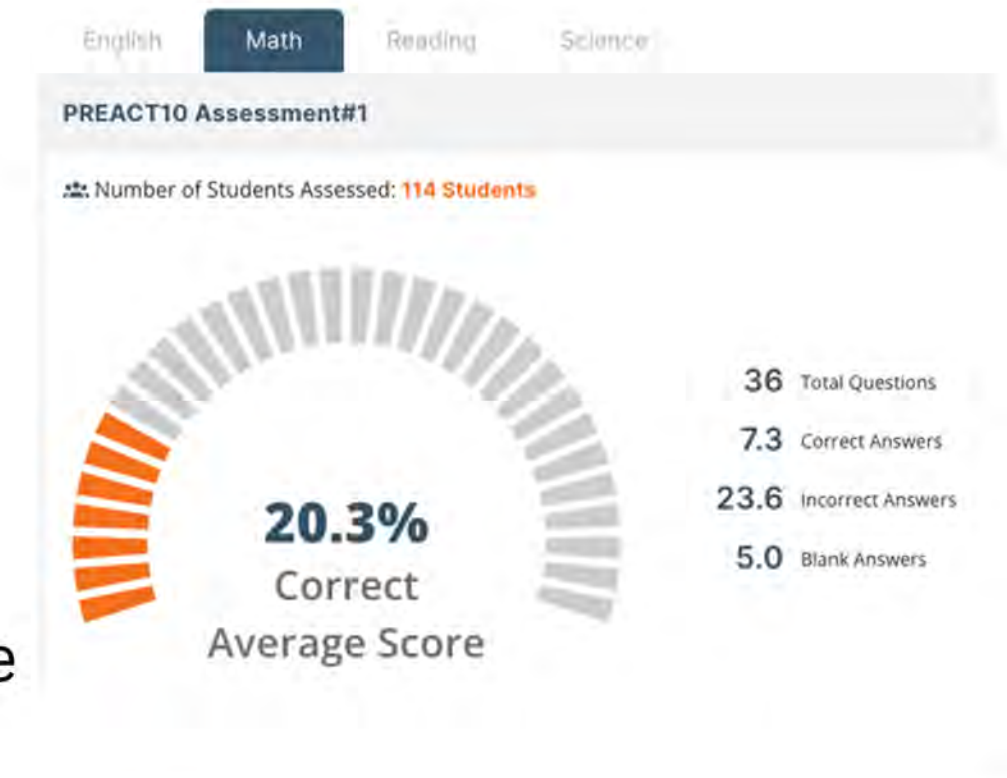 English Math Reading Science
PREACT10 Assessment#1
Number of Students Assessed: 114 Students
36 Total Questions
7.3 Correct Answers
23.6 Incorrect Answers
5.0 Blank Answers
20.3%
Correct
Average Score
e